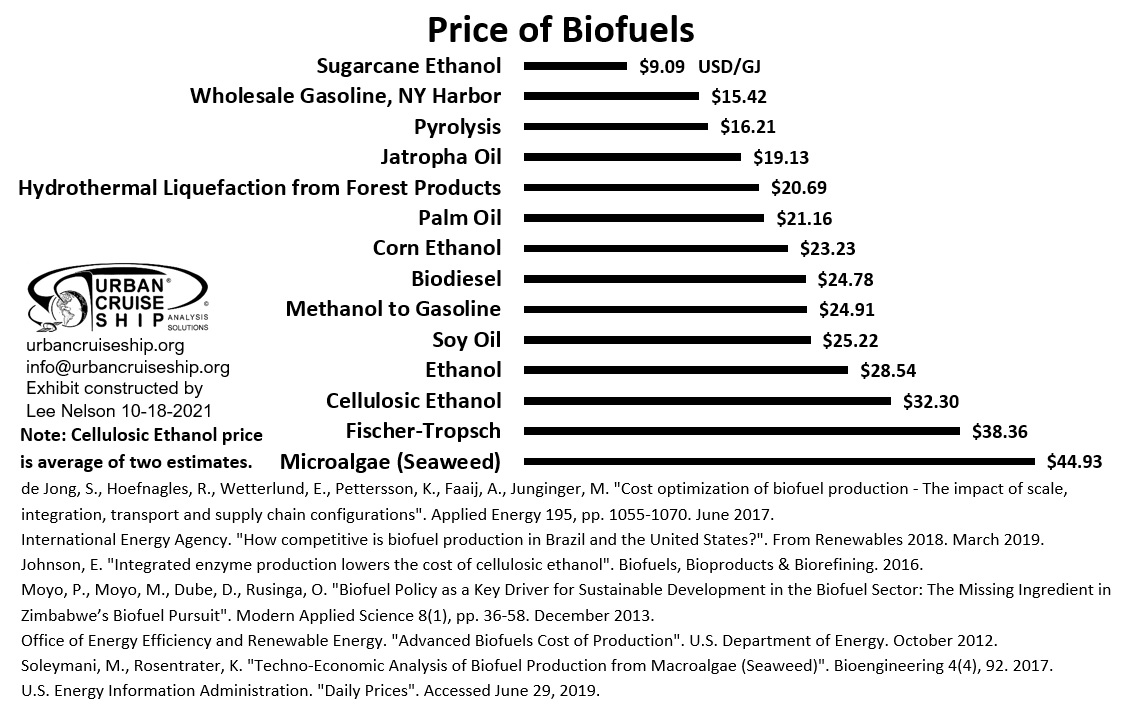 Price of Biofuels
Sugarcane Ethanol $9.09 USD/GJ
Wholesale Gasoline, NY Harbor $15.42
Pyrolysis $16.21
Jatropha Oil $19.13
Hydrothermal Liquefaction from Forest Products $20.69
Palm Oil $21.16
Corn Ethanol $23.23
Biodiesel $24.78
Methanol to Gasoline $24.91
Soy Oil $25.22
Ethanol $28.54
Cellulosic Ethanol $32.30
Fischer-Tropsch $38.36
Microalgae (Seaweed) $44.93
URBAN®
CRUISE ©
SHIP ANALYSIS
SOLUTIONS
urbancruiseship.org
info@urbancruiseship.org
Exhibit constructed by
Lee Nelson 10-18-2021
Note: Cellulosic Ethanol price
is average of two estimates.
de Jong, S., Hoefnagles, R., Wetterlund, E., Pettersson, K., Faaij, A., Junginger, M. "Cost optimization of biofuel production - The impact of scale,
integration, transport and supply chain configurations". Applied Energy 195, pp. 1055-1070. June 2017.
International Energy Agency. "How competitive is biofuel production in Brazil and the United States?". From Renewables 2018. March 2019.
Johnson, E. "Integrated enzyme production lowers the cost of cellulosic ethanol". Biofuels, Bioproducts & Biorefining. 2016.
Moyo, P., Moyo, M., Dube, D., Rusinga, O. "Biofuel Policy as a Key Driver for Sustainable Development in the Biofuel Sector: The Missing Ingredient in
Zimbabwe’s Biofuel Pursuit". Modern Applied Science 8(1), pp. 36-58. December 2013.
Office of Energy Efficiency and Renewable Energy. "Advanced Biofuels Cost of Production". U.S. Department of Energy. October 2012.
Soleymani, M., Rosentrater, K. "Techno-Economic Analysis of Biofuel Production from Macroalgae (Seaweed)". Bioengineering 4(4), 92. 2017.
U.S. Energy Information Administration. "Daily Prices". Accessed June 29, 2019.